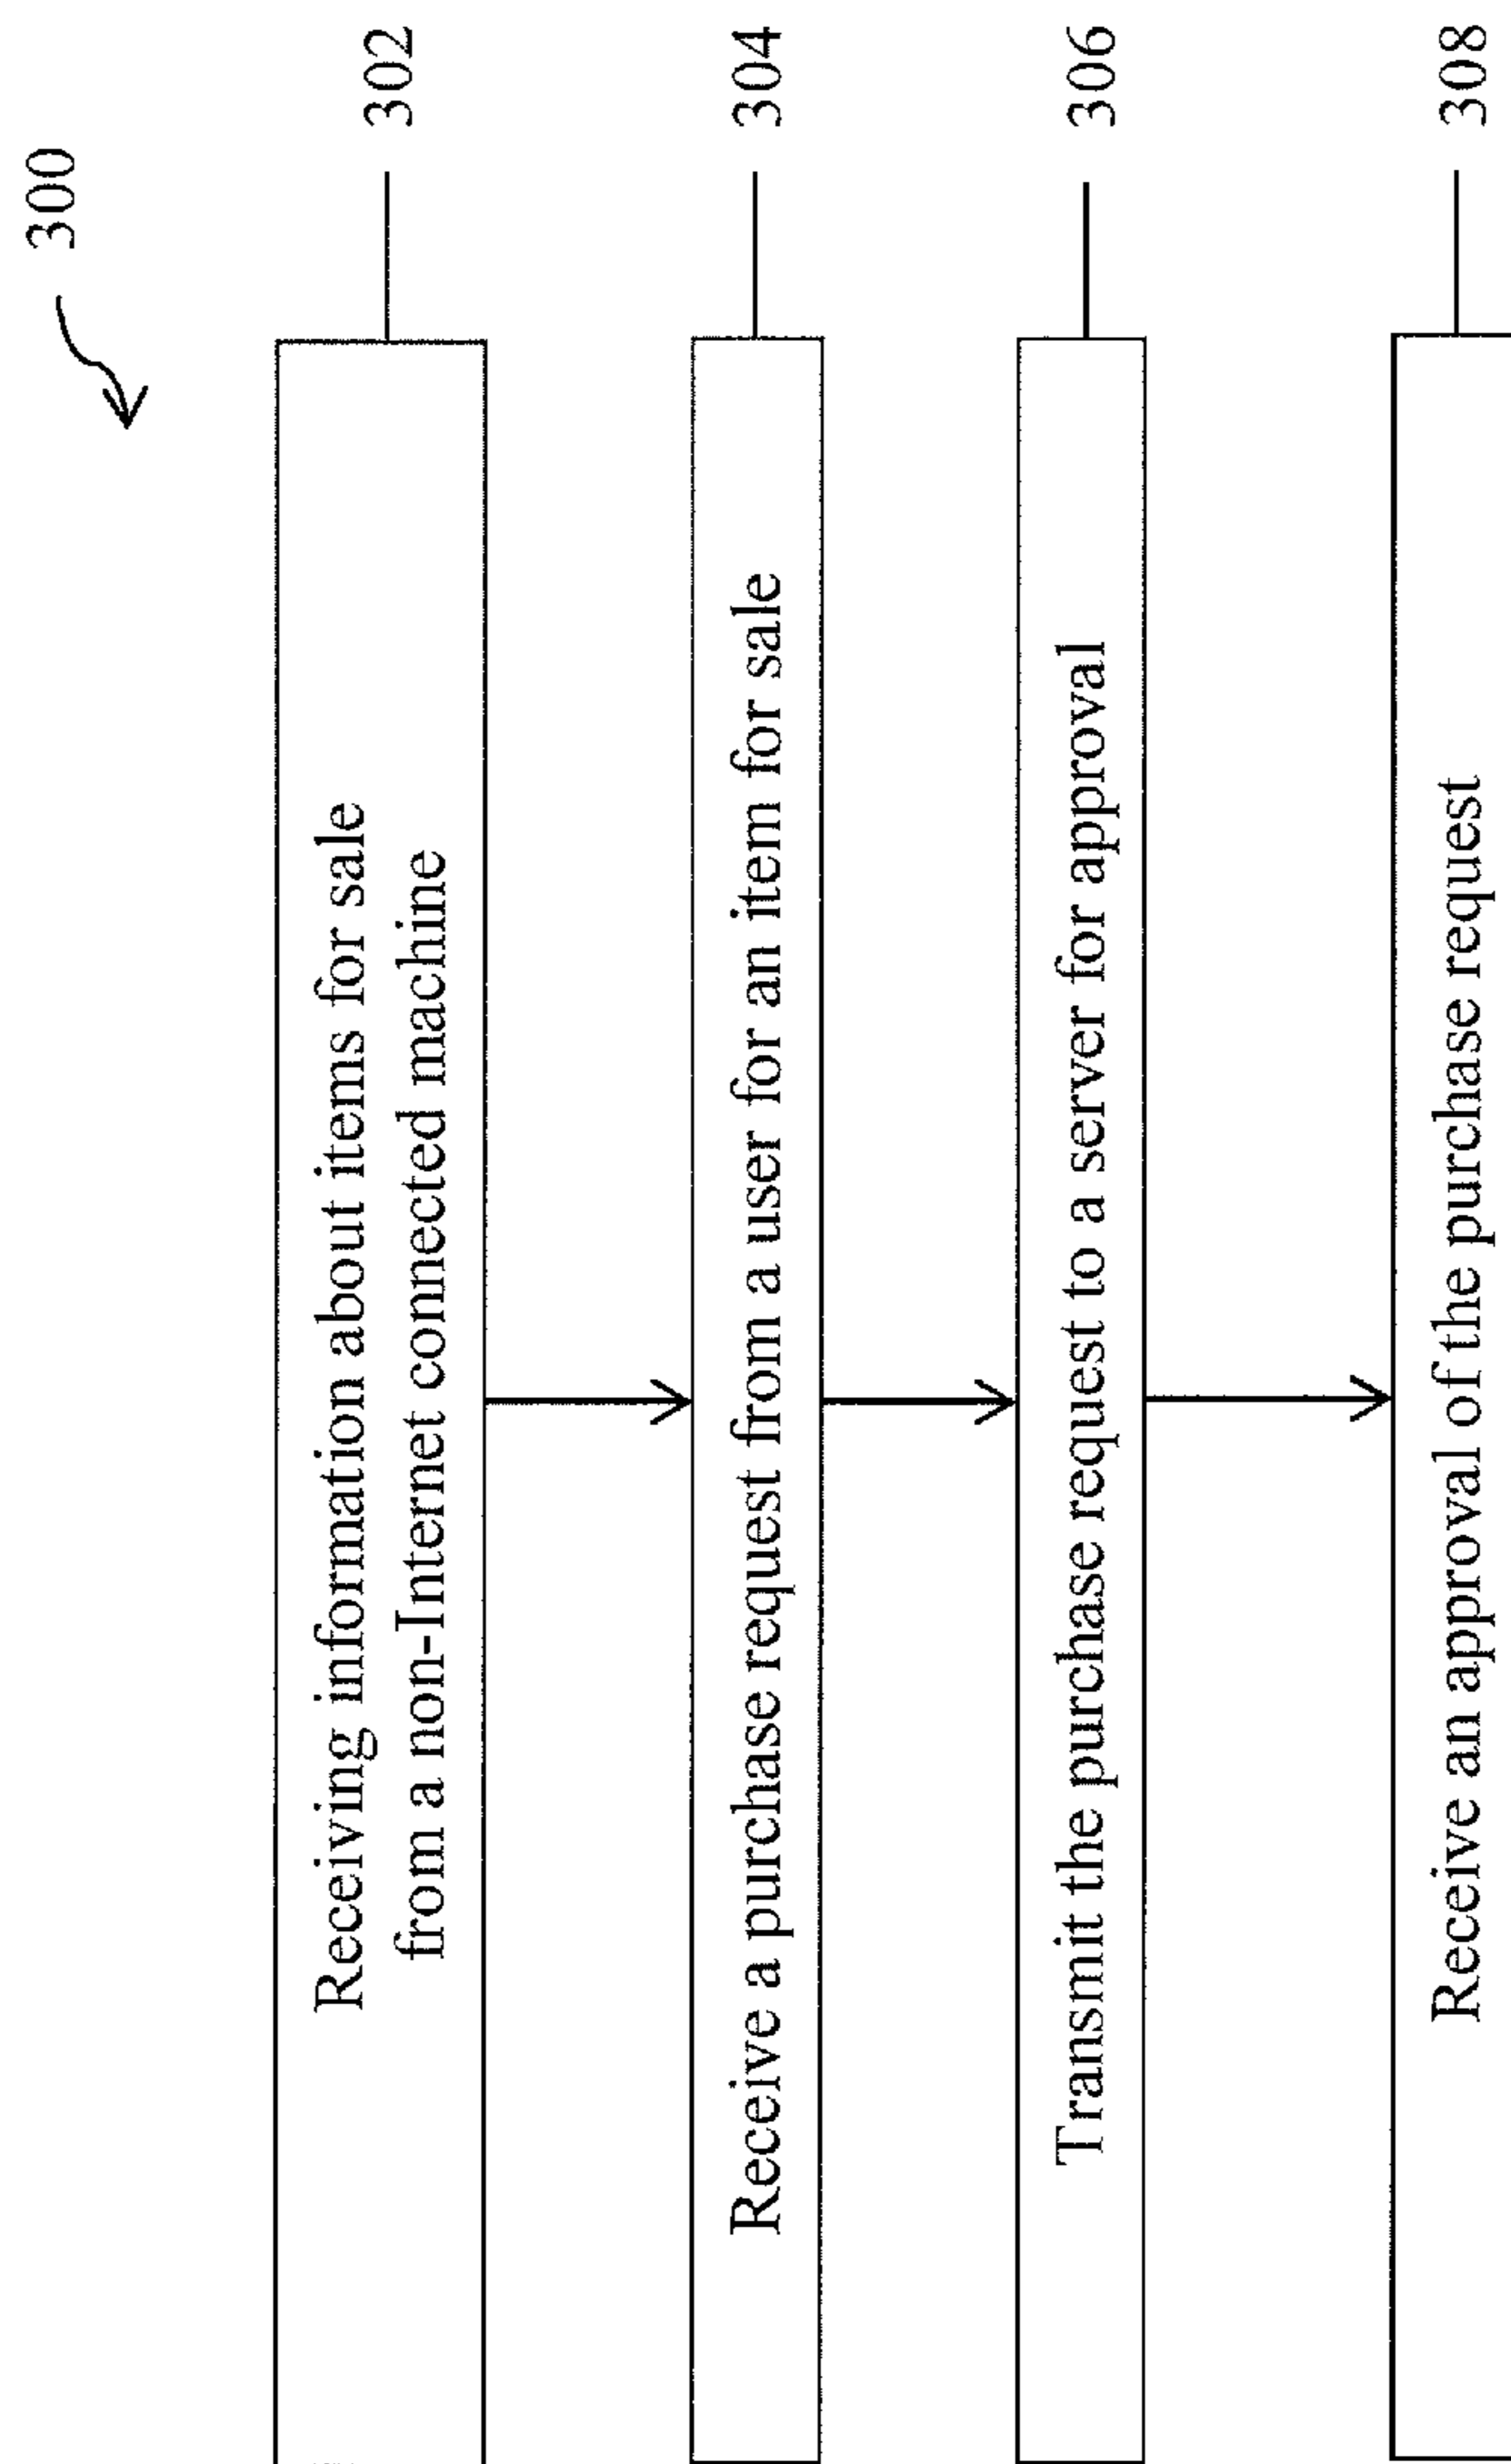 300
Receiving information about items for sale
from a non-Internet connected machine
302
Receive a purchase request from a user for an item for sale
304
Transmit the purchase request to a server for approval
306
Receive an approval of the purchase request
308